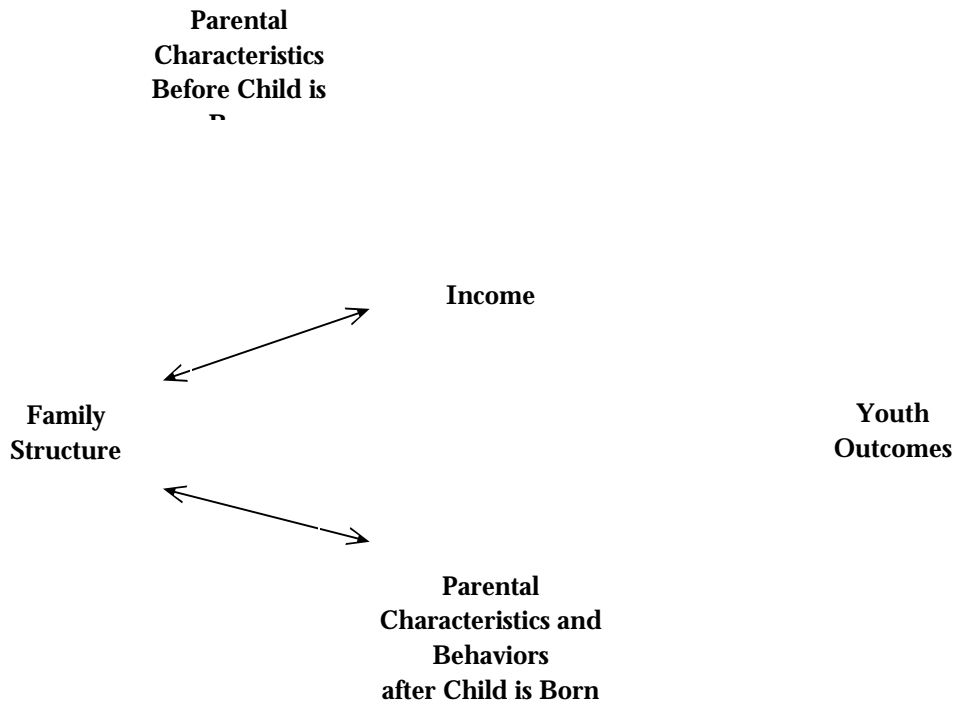 Parental
Characteristics
Before Child is
Income
Family
Structure
Youth
Outcomes
Parental
Characteristics and
Behaviors
after Child is Born